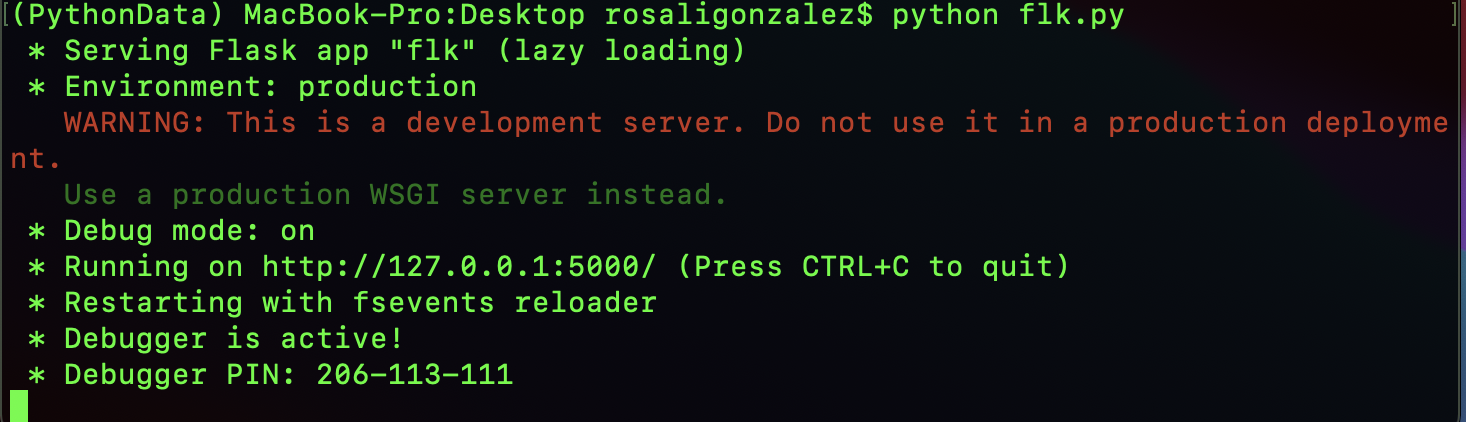 [(PythonData) MacBook-Pro:Desktop rosaligonzalez$ python flk.py ]
 * Serving Flask app "flk" (lazy loading)
 * Environment: production
   WARNING: This is a development server. Do not use it in a production deployme
nt.
   Use a production WSGI server instead.
 * Debug mode: on
 * Running on http://127.0.0.1:5000/ (Press CTRL+C to quit)
 * Restarting with fsevents reloader
 * Debugger is active!
 * Debugger PIN: 206-113-111